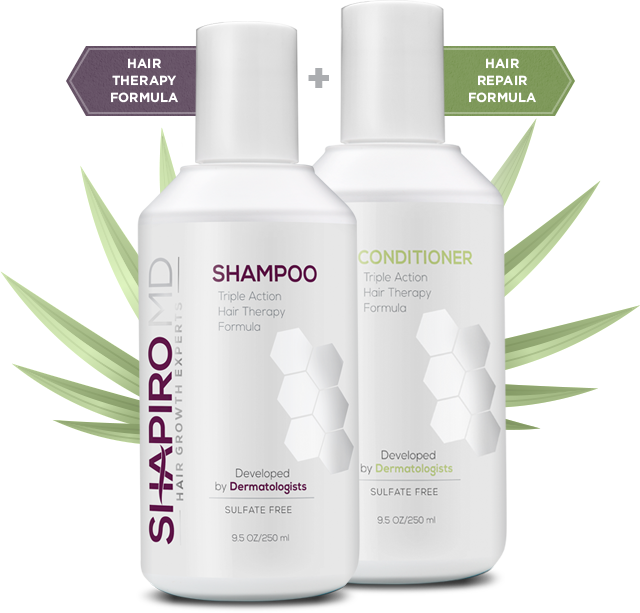 HAIR
THERAPY
FORMULA
+
HAIR
REPAIR
FORMULA
SHAPIRO MD
HAIR GROWTH EXPERTS
SHAMPOO
Triple Action
Hair Therapy
Formula
Developed
by Dermatologists
SULFATE FREE
9.5 OZ/250 ml
CONDITIONER
Triple Action
Hair Therapy
Formula
Developed
by Dermatologists
SULFATE FREE
9.5 OZ/250 ml